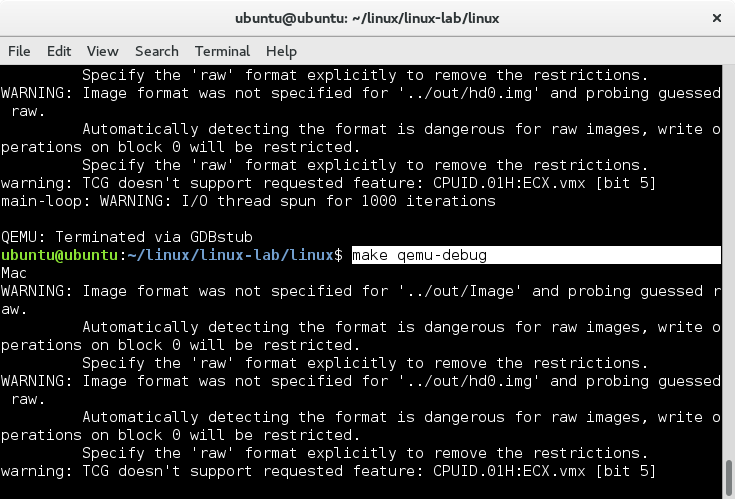 ubuntu@ubuntu: ~/linux/linux-lab/linux
File Edit View Search Terminal Help
Specify the 'raw' format explicitly to remove the restrictions.
WARNING: Image format was not specified for '../out/hd0.img' and probing guessed
raw.
Automatically detecting the format is dangerous for raw images, write o
perations on block 0 will be restricted.
Specify the 'raw' format explicitly to remove the restrictions.
warning: TCG doesn't support requested feature: CPUID.01H:ECX.vmx [bit 5]
main-loop: WARNING: I/O thread spun for 1000 iterations
QEMU: Terminated via GDBstub
ubuntu@ubuntu:~/linux/linux-lab/linux$ make qemu-debug
Mac
WARNING: Image format was not specified for '../out/Image' and probing guessed r
aw.
Automatically detecting the format is dangerous for raw images, write o
perations on block 0 will be restricted.
Specify the 'raw' format explicitly to remove the restrictions.
WARNING: Image format was not specified for '../out/hd0.img' and probing guessed
raw.
Automatically detecting the format is dangerous for raw images, write o
perations on block 0 will be restricted.
Specify the 'raw' format explicitly to remove the restrictions.
warning: TCG doesn't support requested feature: CPUID.01H:ECX.vmx [bit 5]